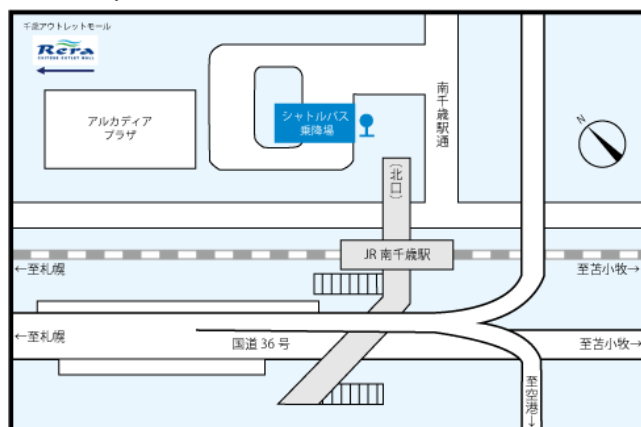 千歳アウトレットモール
Rera
CHITOSE OUTLET MALL
アルカディア
プラザ
シャトルバス
乗降場
南千歳駅通
N
(北口)
JR 南千歳駅
←至札幌
至苫小牧→
←至札幌
国道 36 号
至苫小牧→
至空港→